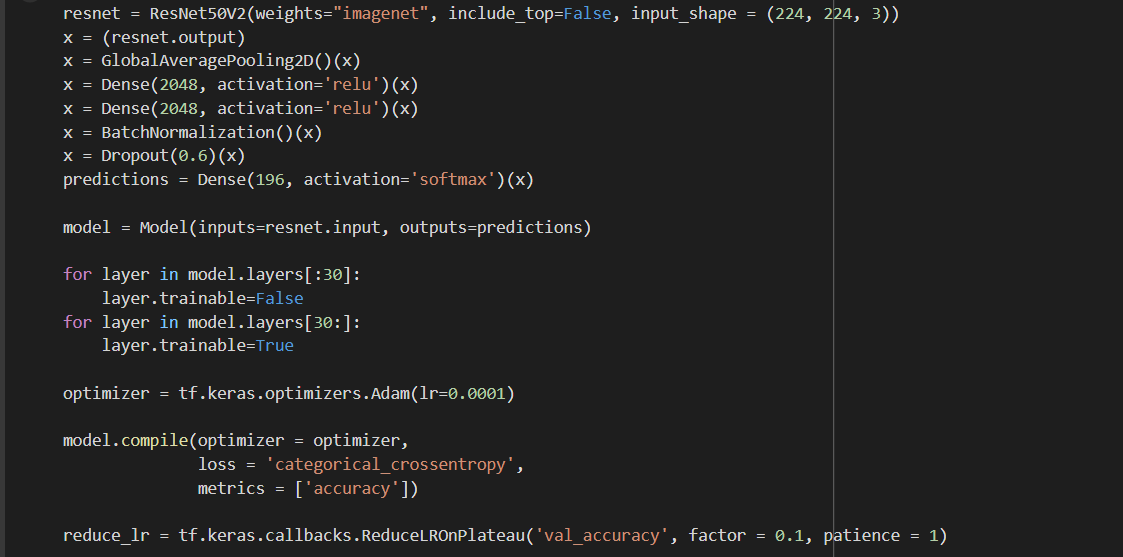 resnet = ResNet50V2(weights="imagenet", include_top=False, input_shape = (224, 224, 3))
x = (resnet.output)
x = GlobalAveragePooling2D()(x)
x = Dense(2048, activation='relu')(x)
x = Dense(2048, activation='relu')(x)
x = BatchNormalization()(x)
x = Dropout(0.6)(x)
predictions = Dense(196, activation='softmax')(x)
model = Model(inputs=resnet.input, outputs=predictions)
for layer in model.layers[:30]:
    layer.trainable=False
for layer in model.layers[30:]:
    layer.trainable=True
optimizer = tf.keras.optimizers.Adam(lr=0.0001)
model.compile(optimizer = optimizer,
              loss = 'categorical_crossentropy',
              metrics = ['accuracy'])
reduce_lr = tf.keras.callbacks.ReduceLROnPlateau('val_accuracy', factor = 0.1, patience = 1)